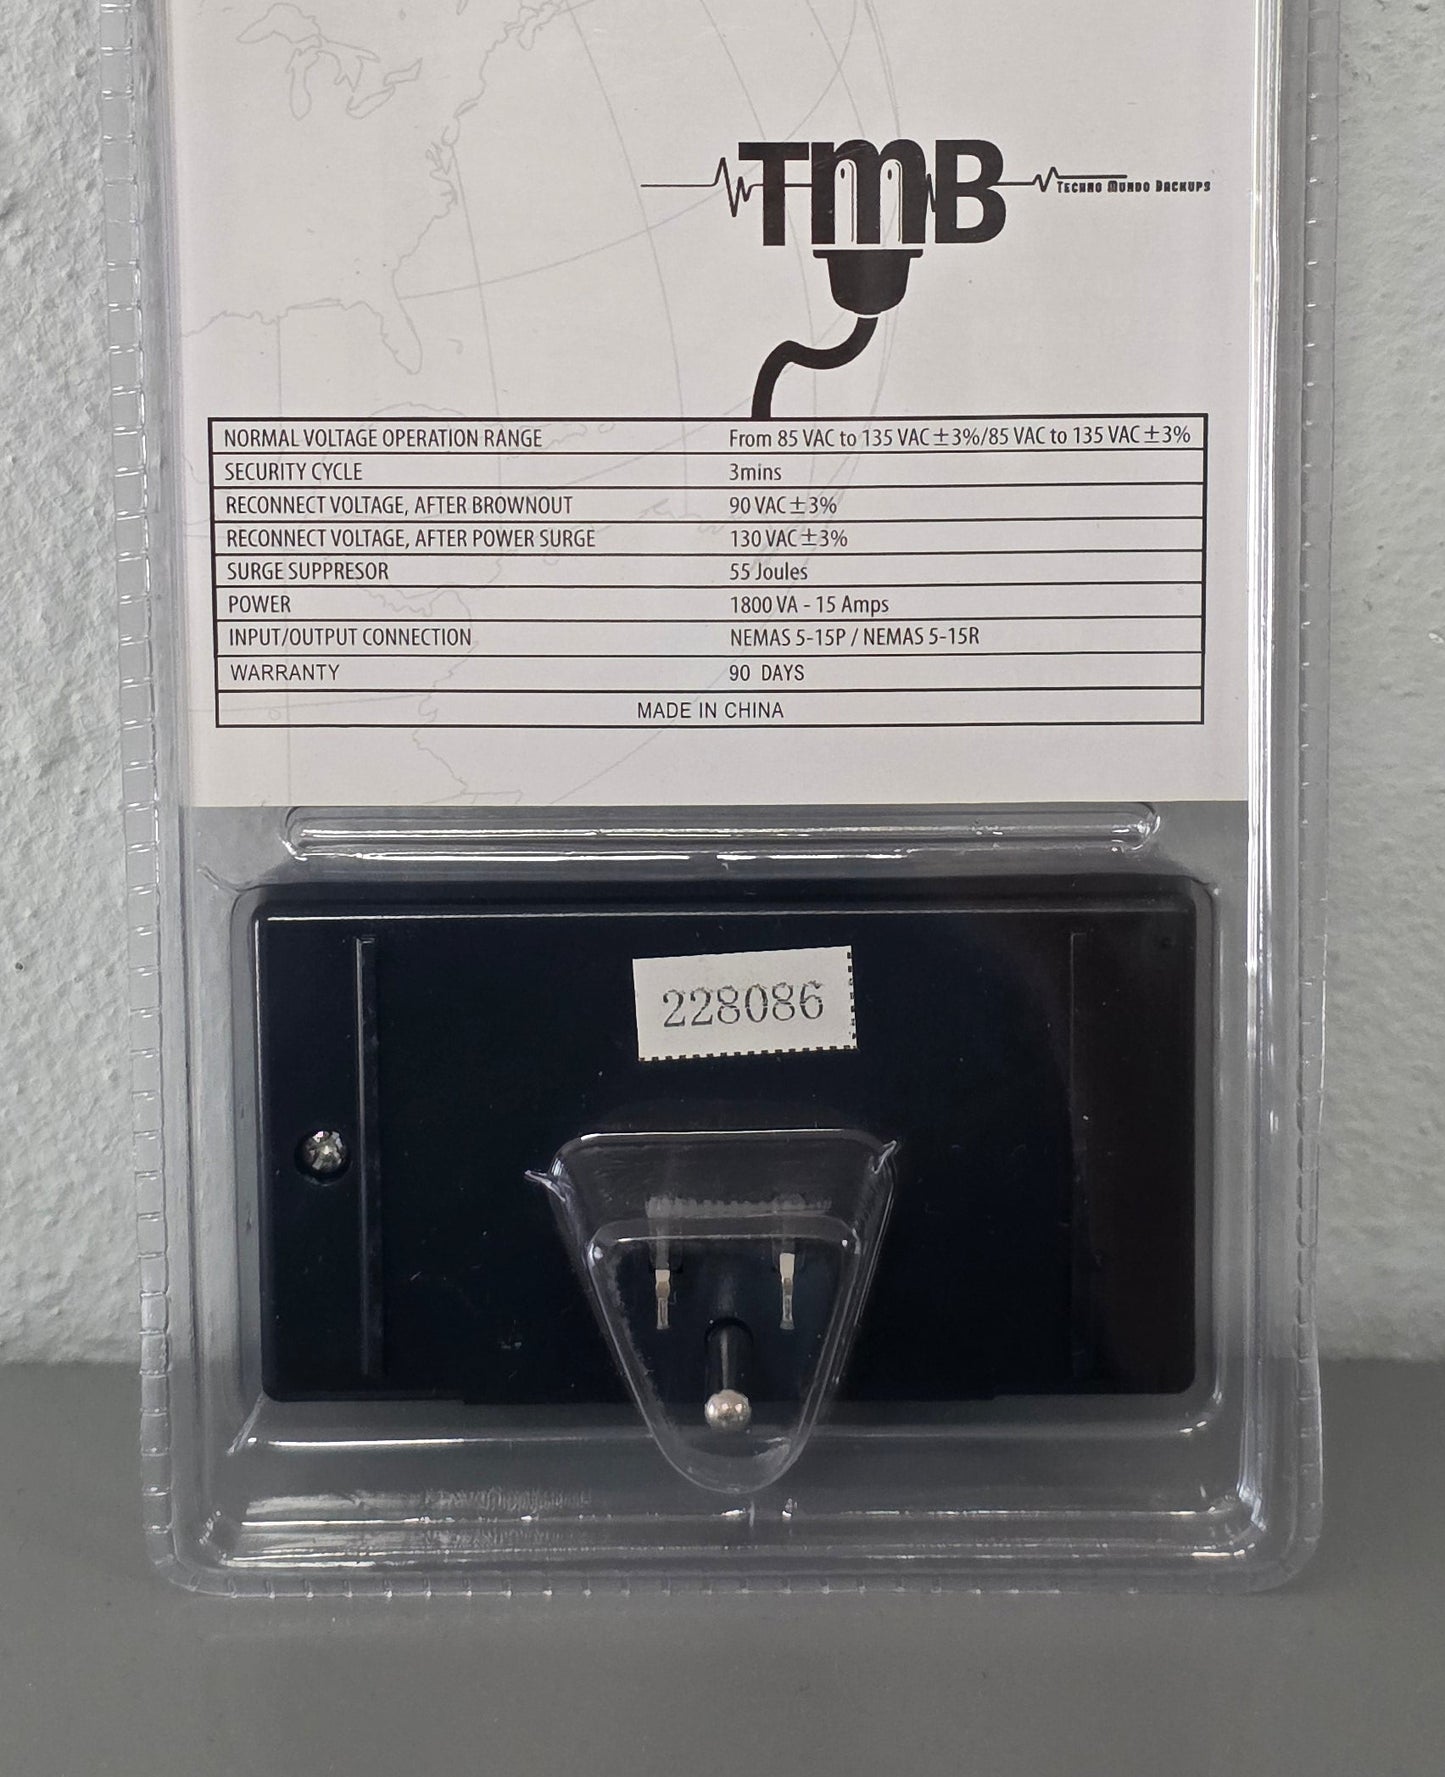 TMB
TECHNO MUNDO BACKUPS
NORMAL VOLTAGE OPERATION RANGE From 85 VAC to 135 VAC±3%/85 VAC to 135 VAC±3%
SECURITY CYCLE 3mins
RECONNECT VOLTAGE, AFTER BROWNOUT 90 VAC±3%
RECONNECT VOLTAGE, AFTER POWER SURGE 130 VAC±3%
SURGE SUPPRESOR 55 Joules
POWER 1800 VA - 15 Amps
INPUT/OUTPUT CONNECTION NEMAS 5-15P / NEMAS 5-15R
WARRANTY 90 DAYS
MADE IN CHINA
228086